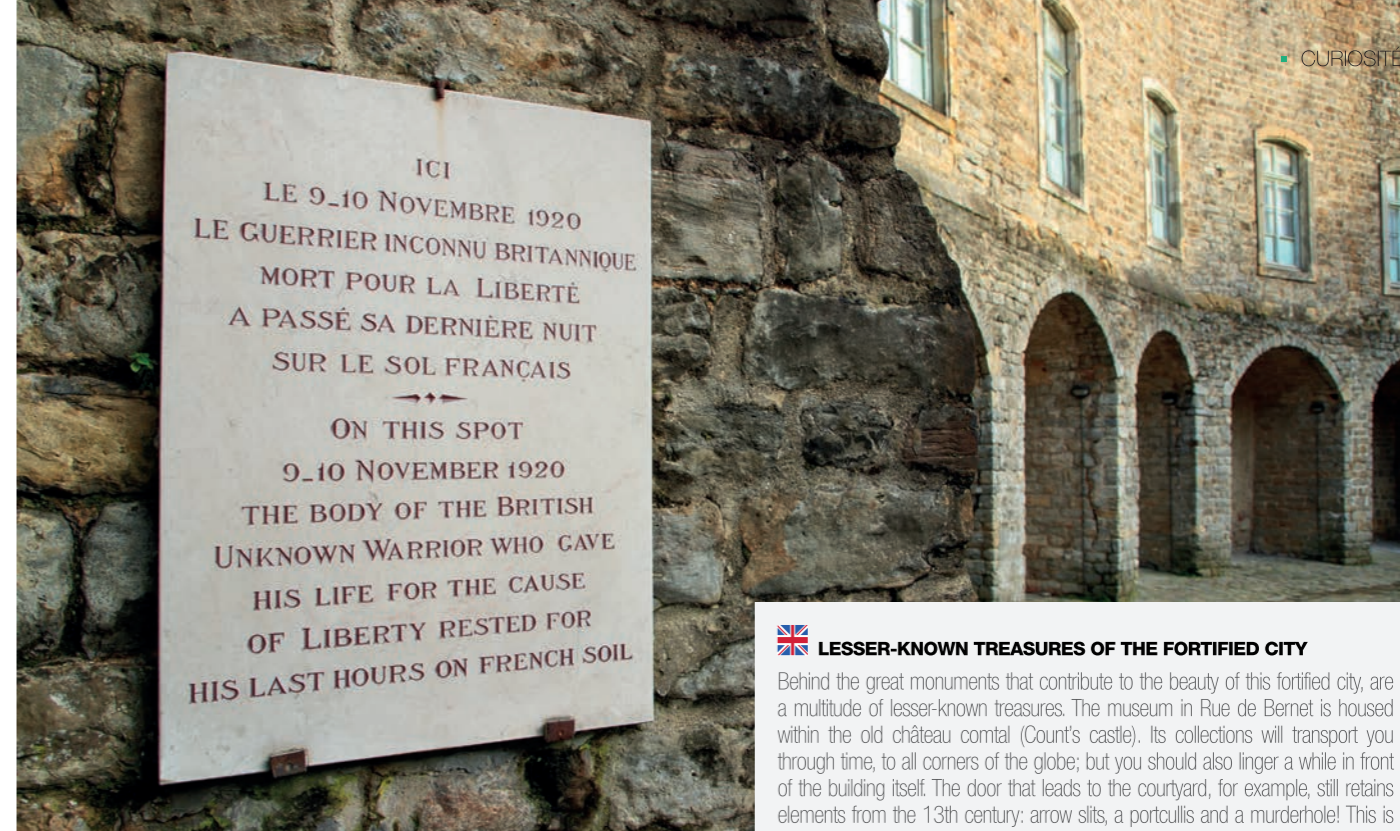 CURIOSITÉ
ICI
LE 9_10 NOVEMBRE 1920
LE GUERRIER INCONNU BRITANNIQUE
MORT POUR LA LIBERTÉ
A PASSÉ SA DERNIÈRE NUIT
SUR LE SOL FRANÇAIS
ON THIS SPOT
9_10 NOVEMBER 1920
THE BODY OF THE BRITISH
UNKNOWN WARRIOR WHO GAVE
HIS LIFE FOR THE CAUSE
OF LIBERTY RESTED FOR
HIS LAST HOURS ON FRENCH SOIL
LESSER-KNOWN TREASURES OF THE FORTIFIED CITY
Behind the great monuments that contribute to the beauty of this fortified city, are
a multitude of lesser-known treasures. The museum in Rue de Bernet is housed
within the old château comtal (Count's castle). Its collections will transport you
through time, to all corners of the globe; but you should also linger a while in front
of the building itself. The door that leads to the courtyard, for example, still retains
elements from the 13th century: arrow slits, a portcullis and a murderhole! This is